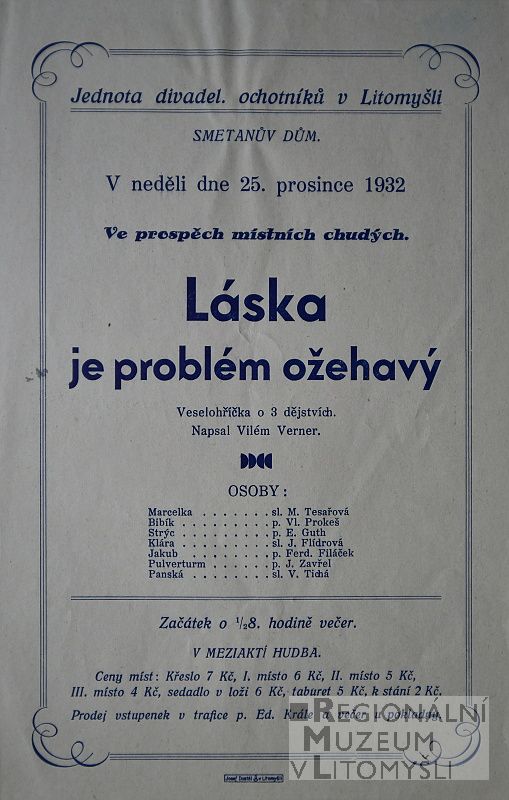 Jednota divadel. ochotníků v Litomyšli
SMETANŮV DŮM.
V neděli dne 25. prosince 1932
Ve prospěch místních chudých.
Láska
je problém ožehavý
Veselohříčka o 3 dějstvích.
Napsal Vilém Verner.
OSOBY:
Marcelka . . . . . . . sl. M. Tesařová
Bibík . . . . . . . . . p. Vl. Prokeš
Strýc . . . . . . . . . p. E. Guth
Klára . . . . . . . . . sl. J. Flídrová
Jakub . . . . . . . . p. Ferd. Filáček
Pulverturm . . . . . . p. J. Zavřel
Panská . . . . . . . . sl. V. Tichá
Začátek o 1/28. hodině večer.
V MEZIAKTÍ HUDBA.
Ceny míst: Křeslo 7 Kč, I. místo 6 Kč, II. místo 5 Kč,
III. místo 4 Kč, sedadlo v loži 6 Kč, taburet 5 Kč, k stání 2 Kč.
Prodej vstupenek v trafice p. Ed. Krále a večer u pokladny.
REGIONÁLNÍ
MUZEUM
V LITOMYŠLI
Josef Dostál v Litomyšli